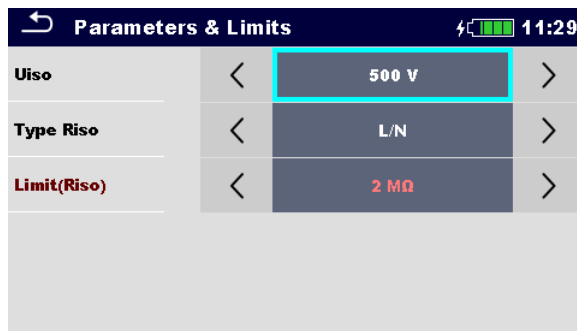 Parameters & Limits 11:29
Uiso 500 V
Type Riso L/N
Limit(Riso) 2 MΩ